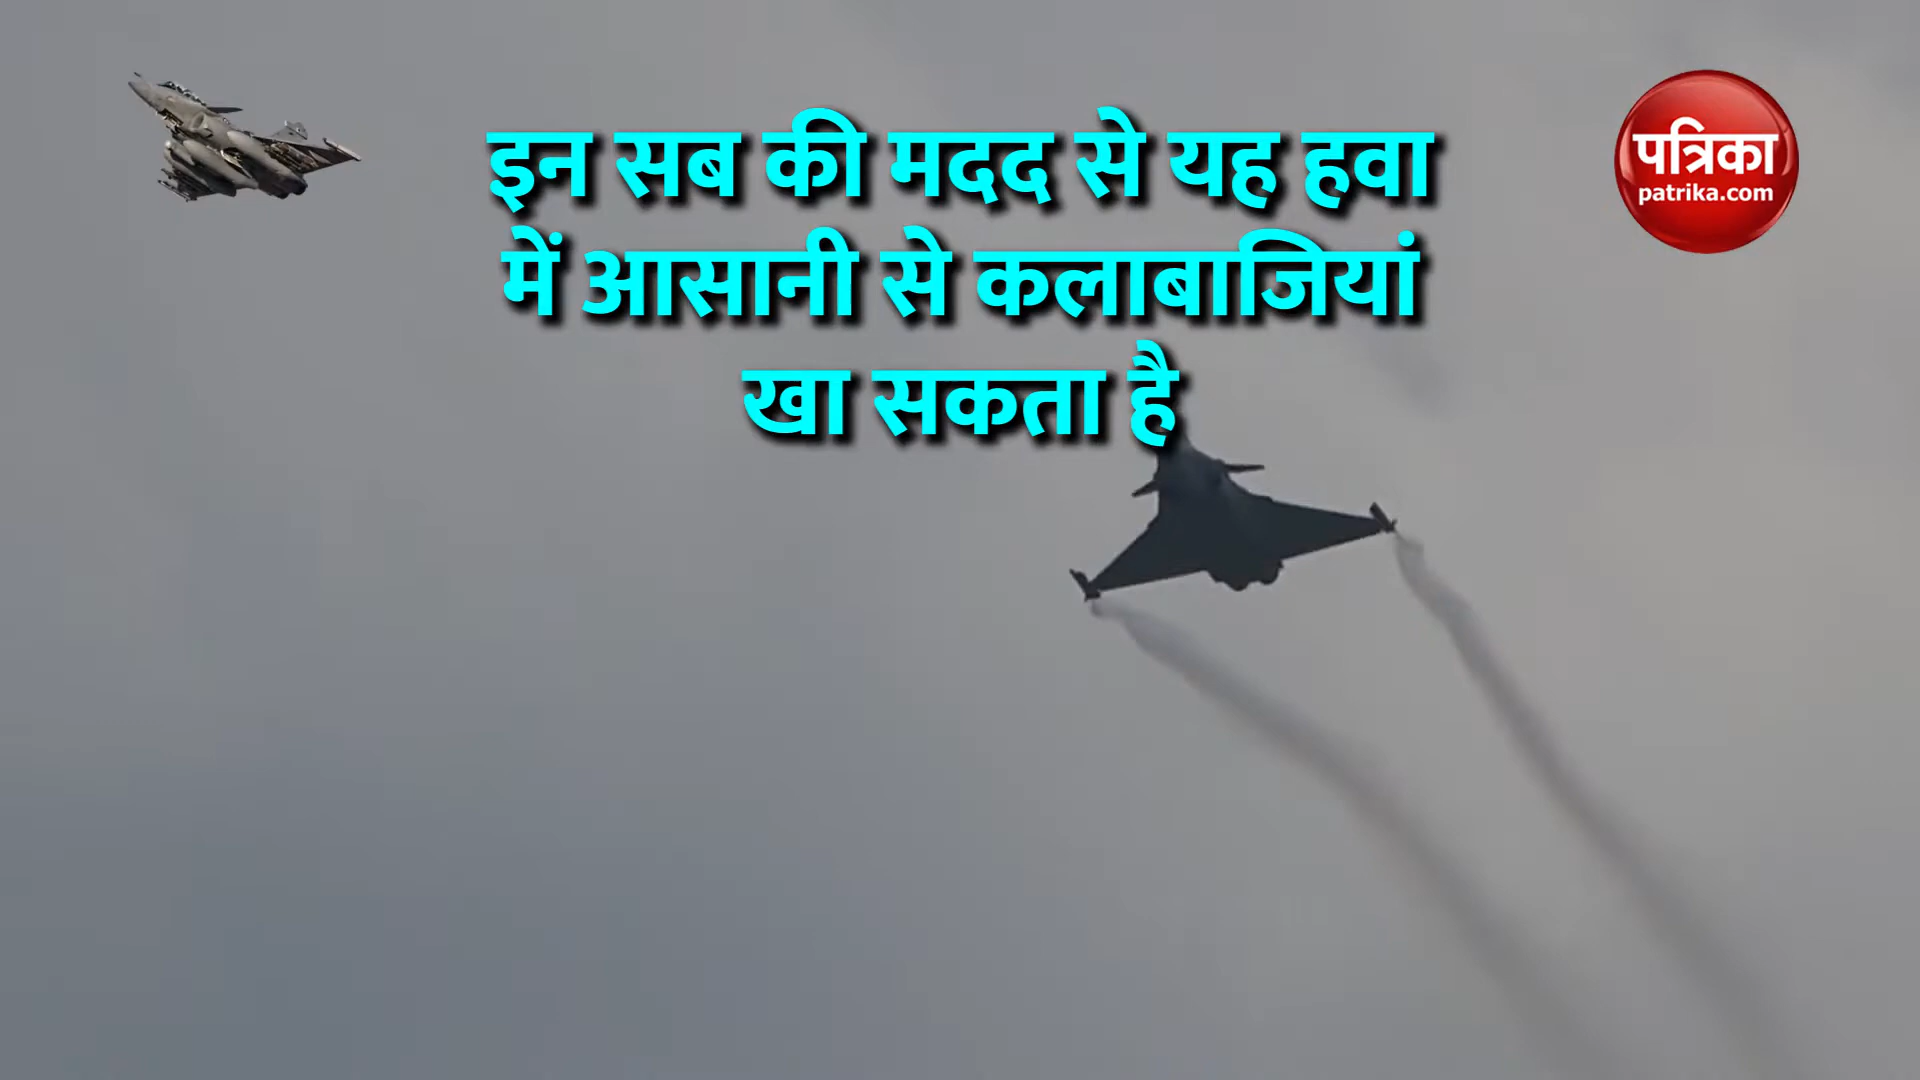 इन सब की मदद से यह हवा
में आसानी से कलाबाजियां
खा सकता है
पत्रिका
patrika.com